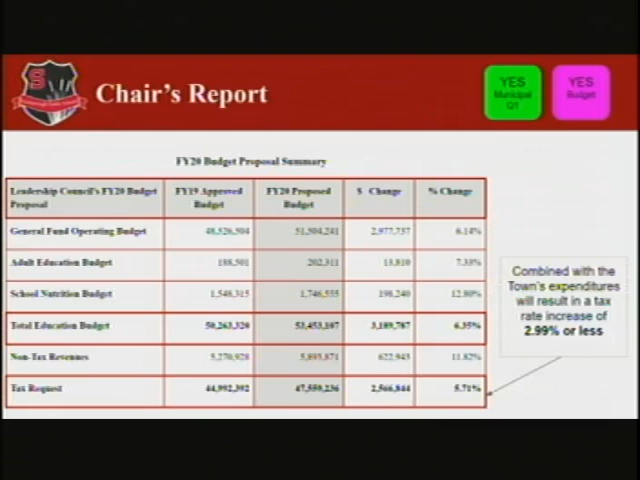 Chair's Report
YES
Municipal
Q1
YES
Budget
FY20 Budget Proposal Summary
Leadership Council's FY20 Budget Proposal FY19 Approved Budget FY20 Proposed Budget $ Change % Change
General Fund Operating Budget 48,526,504 51,504,241 2,977,737 6.14%
Adult Education Budget 188,501 202,311 13,810 7.33%
School Nutrition Budget 1,548,315 1,746,555 198,240 12.80%
Total Education Budget 50,263,320 53,453,107 3,189,787 6.35%
Non-Tax Revenues 5,270,928 5,893,871 622,943 11.82%
Tax Request 44,992,392 47,559,236 2,566,844 5.71%
Combined with the
Town's expenditures
will result in a tax
rate increase of
2.99% or less